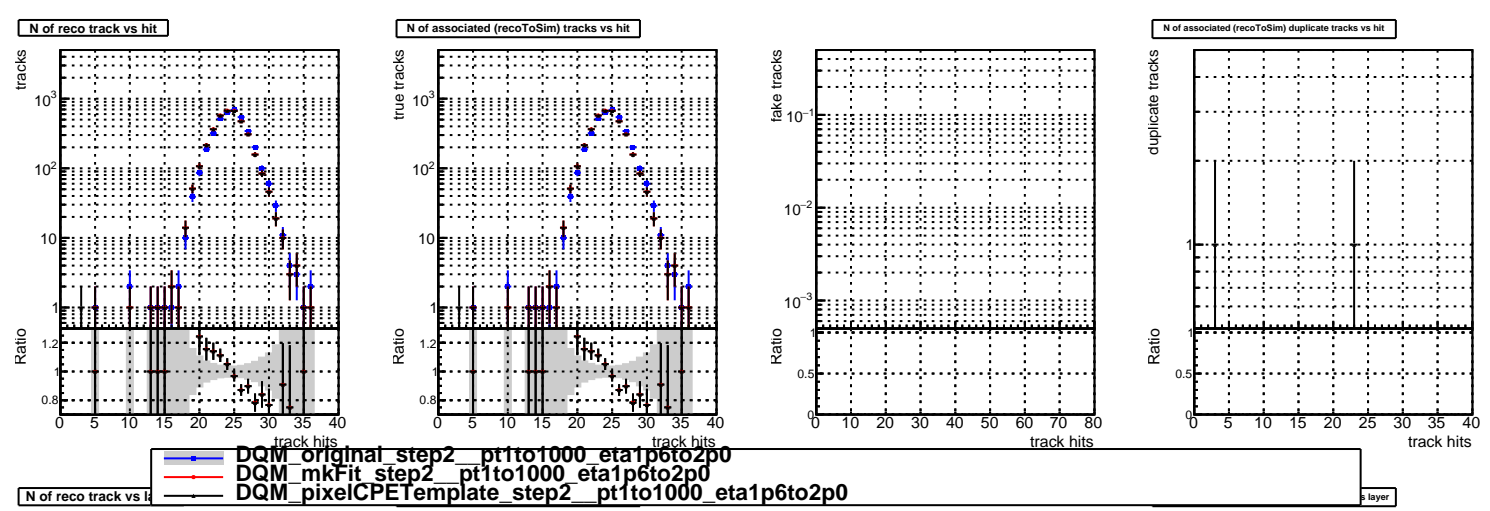 N of reco track vs hit
N of associated (recoToSim) tracks vs hit
N of associated (recoToSim) duplicate tracks vs hit
tracks
10³
10²
10
1
Ratio
1.2
1
0.8
0 5 10 15 20 25 30 35 40
track hits
true tracks
10³
10²
10
1
Ratio
1.2
1
0.8
0 5 10 15 20 25 30 35 40
track hits
fake tracks
10⁻¹
10⁻²
10⁻³
Ratio
1
0.5
0
0 10 20 30 40 50 60 70 80
track hits
duplicate tracks
1
Ratio
1
0.5
0
0 5 10 15 20 25 30 35 40
track hits
DQM_original_step2__pt1to1000_eta1p6to2p0
DQM_mkFit_step2__pt1to1000_eta1p6to2p0
DQM_pixelCPETemplate_step2__pt1to1000_eta1p6to2p0
N of reco track vs
layer